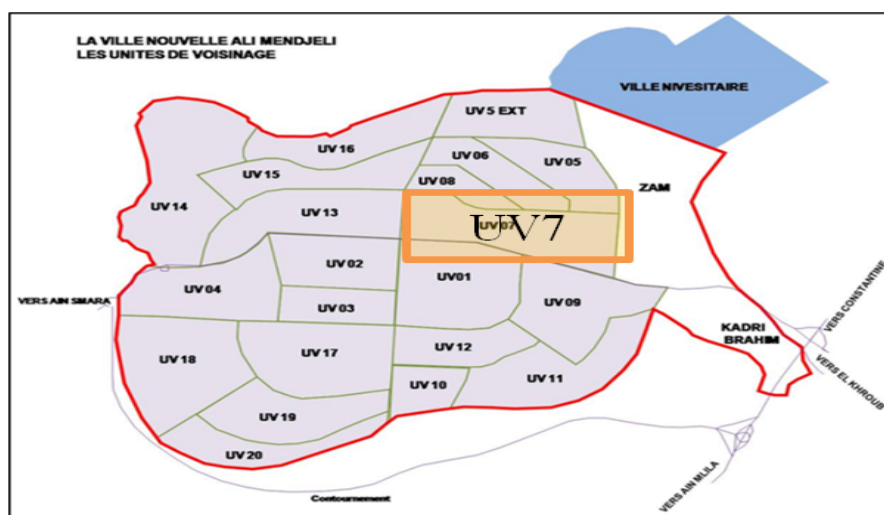 LA VILLE NOUVELLE ALI MENDJELI
LES UNITES DE VOISINAGE
VILLE NIVESITAIRE
UV 5 EXT
UV 16
UV 06
UV 05
UV 15
UV 08
ZAM
UV 14
UV 13
UV 07
UV7
UV 02
UV01
UV 04
UV 03
UV 09
VERS AIN SMARA
VERS CONSTANTINE
KADRI
BRAHIM
UV 18
UV 17
UV 12
VERS EL KHROUB
UV 10
UV 11
UV 19
UV 20
VERS AIN MLILA
Contournement